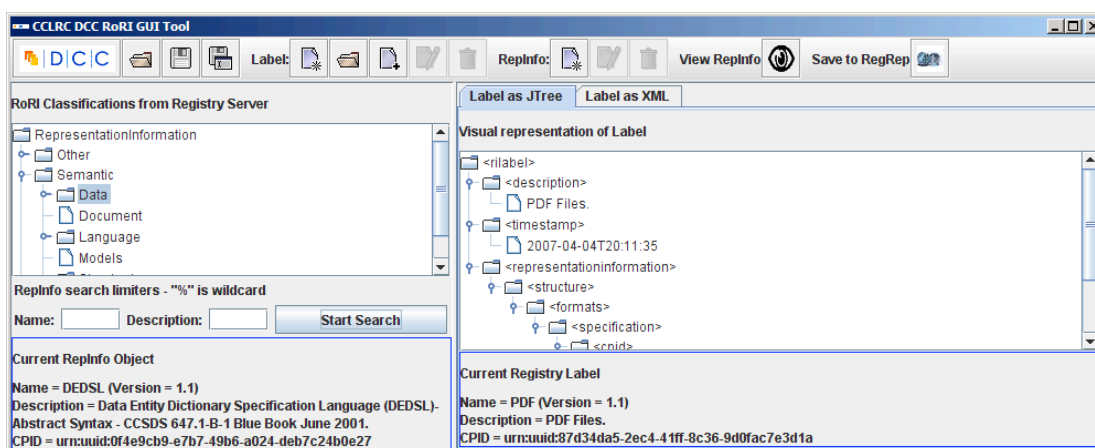 CCLRC DCC RoRI GUI Tool
D|C|C Label: RepInfo: View RepInfo Save to RegRep
RoRI Classifications from Registry Server
RepresentationInformation
Other
Semantic
Data
Document
Language
Models
RepInfo search limiters - "%" is wildcard
Name: Description: Start Search
Current RepInfo Object
Name = DEDSL (Version = 1.1)
Description = Data Entity Dictionary Specification Language (DEDSL)-
Abstract Syntax - CCSDS 647.1-B-1 Blue Book June 2001.
CPID = urn:uuid:0f4e9cb9-e7b7-49b6-a024-deb7c24b0e27
Label as JTree Label as XML
Visual representation of Label
<rilabel>
<description>
PDF Files.
<timestamp>
2007-04-04T20:11:35
<representationinformation>
<structure>
<formats>
<specification>
<cpid>
Current Registry Label
Name = PDF (Version = 1.1)
Description = PDF Files.
CPID = urn:uuid:87d34da5-2ec4-41ff-8c36-9d0fac7e3d1a